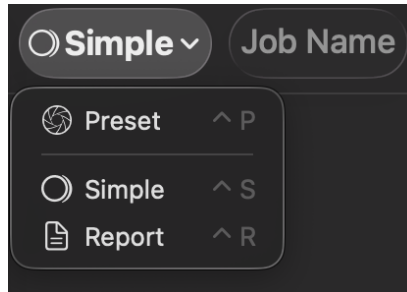 Simple Job Name
Preset ^ P
Simple ^ S
Report ^ R